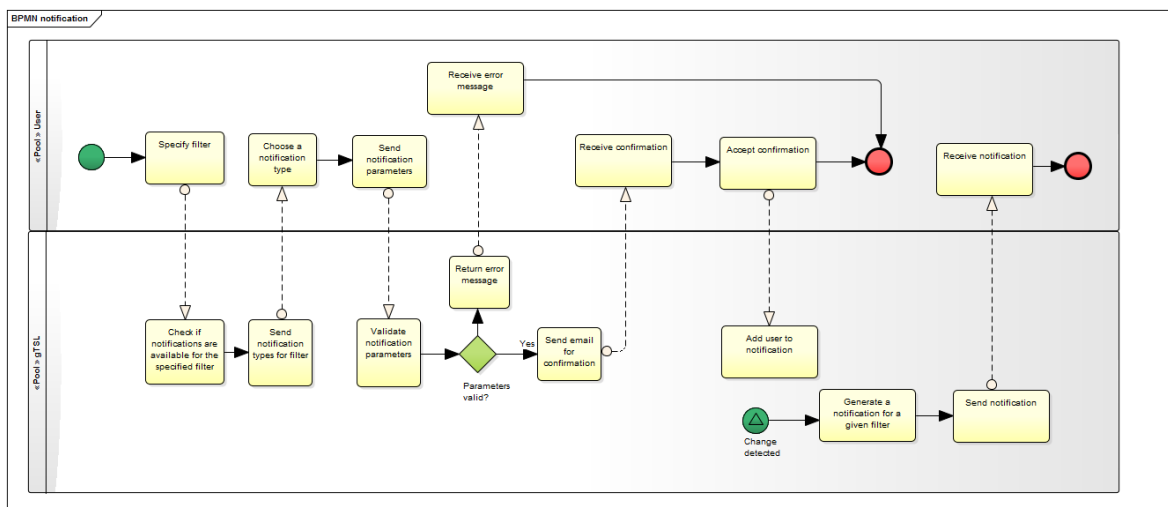 BPMN notification
«Pool» User
Receive error
message
Specify filter
Choose a
notification
type
Send
notification
parameters
Receive confirmation
Accept confirmation
Receive notification
«Pool» gTSL
Return error
message
Check if
notifications are
available for the
specified filter
Send
notification
types for filter
Validate
notification
parameters
Parameters
valid?
Yes
Send email
for
confirmation
Add user to
notification
Change
detected
Generate a
notification for a
given filter
Send notification